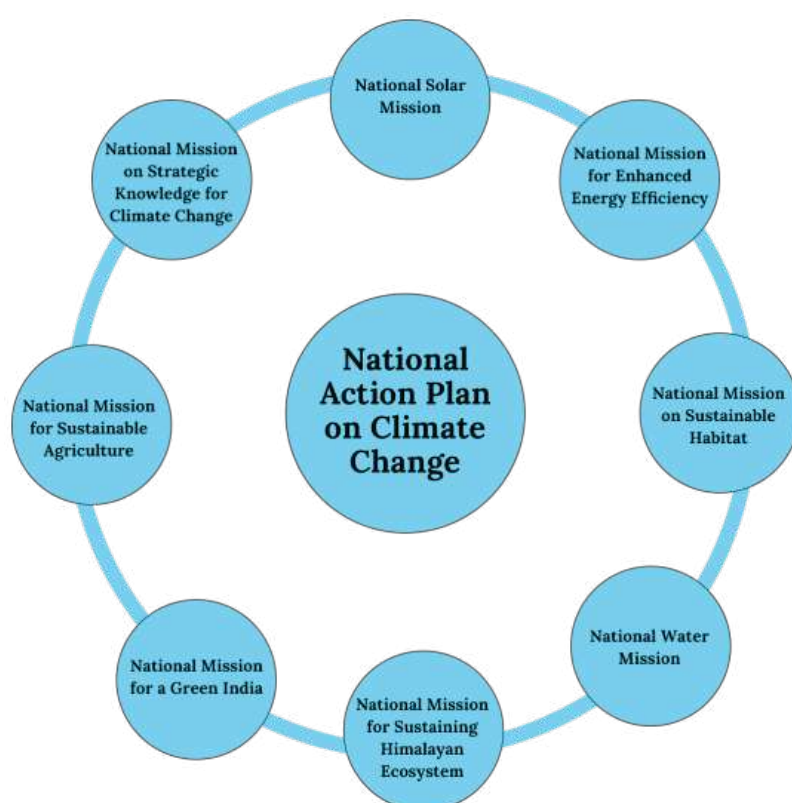 National Solar
Mission
National Mission
for Enhanced
Energy Efficiency
National Mission
on Sustainable
Habitat
National Water
Mission
National Mission
for Sustaining
Himalayan
Ecosystem
National Mission
for a Green India
National Mission
for Sustainable
Agriculture
National Mission
on Strategic
Knowledge for
Climate Change
National
Action Plan
on Climate
Change